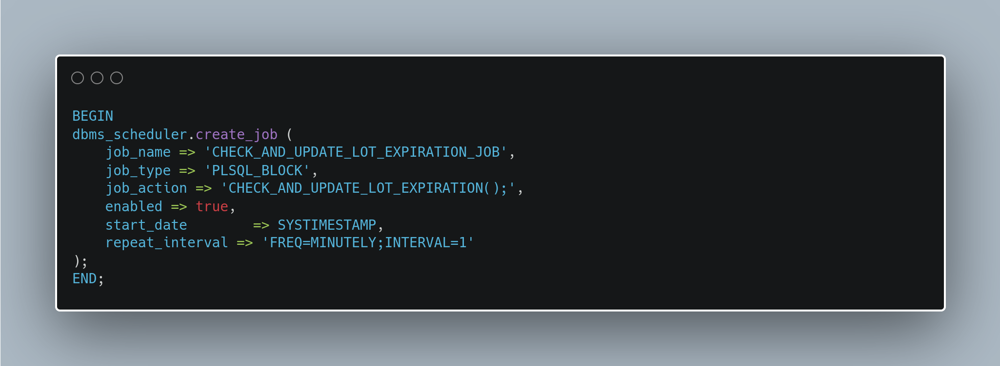 BEGIN
dbms_scheduler.create_job (
    job_name => 'CHECK_AND_UPDATE_LOT_EXPIRATION_JOB',
    job_type => 'PLSQL_BLOCK',
    job_action => 'CHECK_AND_UPDATE_LOT_EXPIRATION();',
    enabled => true,
    start_date        => SYSTIMESTAMP,
    repeat_interval => 'FREQ=MINUTELY;INTERVAL=1'
);
END;